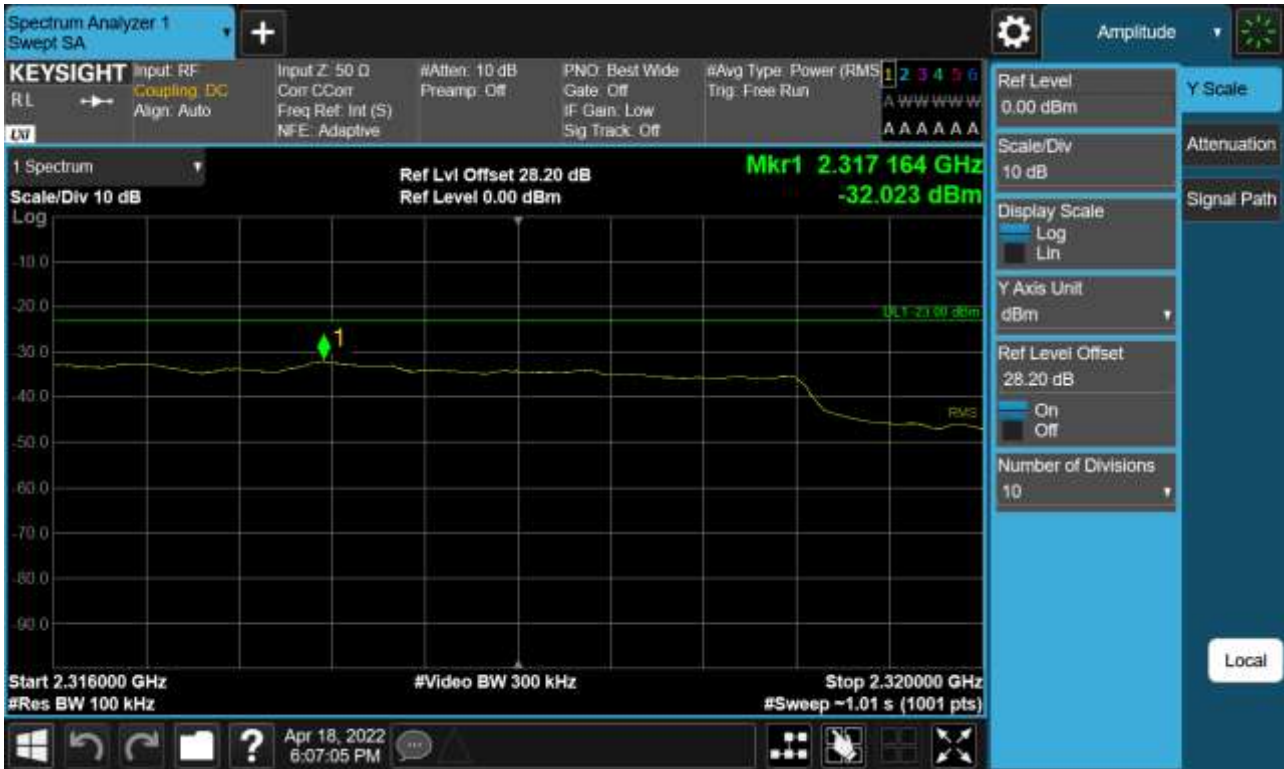 Spectrum Analyzer 1
Swept SA
+
Amplitude
KEYSIGHT
RL
LXI
Input: RF
Coupling: DC
Align: Auto
Input Z: 50 Ω
Corr CCorr
Freq Ref: Int (S)
NFE: Adaptive
#Atten: 10 dB
Preamp: Off
PNO: Best Wide
Gate: Off
IF Gain: Low
Sig Track: Off
#Avg Type: Power (RMS
Trig: Free Run
1 2 3 4 5 6
A W W W W W
A A A A A A
1 Spectrum
Scale/Div 10 dB
Ref Lvl Offset 28.20 dB
Ref Level 0.00 dBm
Mkr1 2.317 164 GHz
-32.023 dBm
Log
-10.0
-20.0
-30.0
-40.0
-50.0
-60.0
-70.0
-80.0
-90.0
DL1 -23.00 dBm
1
RMS
Start 2.316000 GHz
#Res BW 100 kHz
#Video BW 300 kHz
Stop 2.320000 GHz
#Sweep ~1.01 s (1001 pts)
Ref Level
0.00 dBm
Scale/Div
10 dB
Display Scale
Log
Lin
Y Axis Unit
dBm
Ref Level Offset
28.20 dB
On
Off
Number of Divisions
10
Y Scale
Attenuation
Signal Path
Local
?
Apr 18, 2022
6:07:05 PM